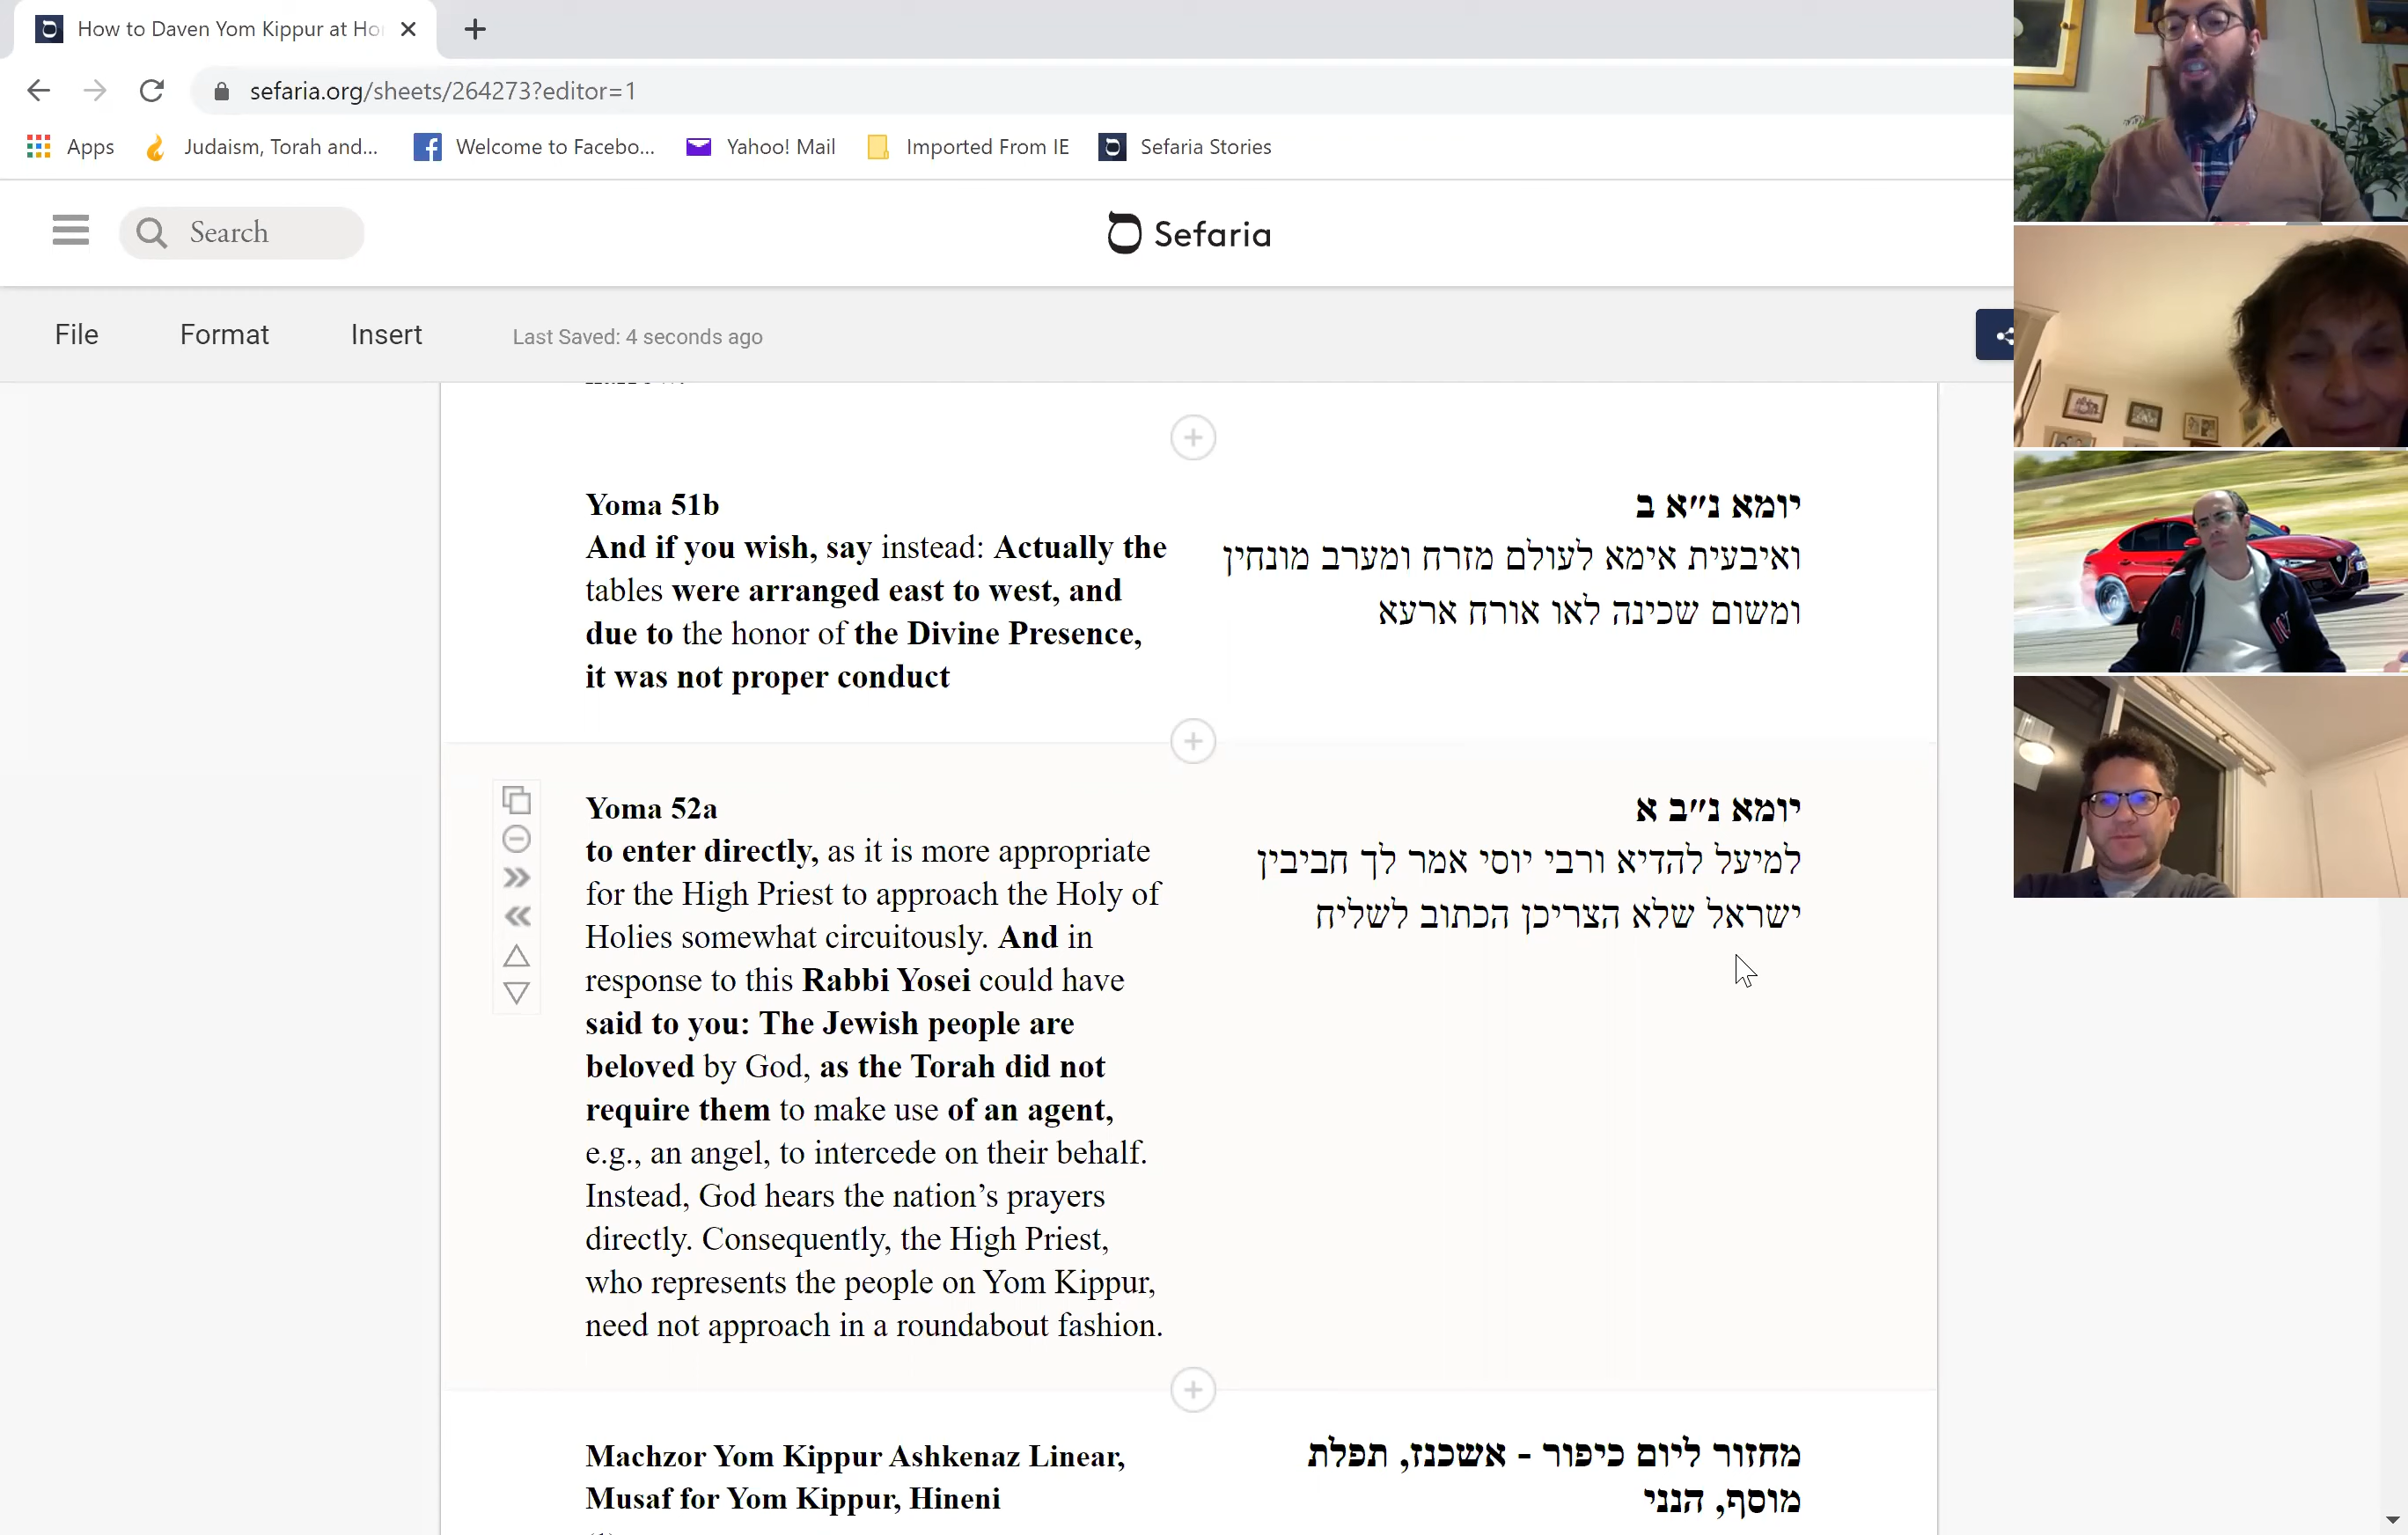 How to Daven Yom Kippur at Ho
sefaria.org/sheets/264273?editor=1
Apps
Judaism, Torah and...
Welcome to Facebo...
Yahoo! Mail
Imported From IE
Sefaria Stories
Search
Sefaria
File
Format
Insert
Last Saved: 4 seconds ago
Yoma 51b
And if you wish, say instead: Actually the
tables were arranged east to west, and
due to the honor of the Divine Presence,
it was not proper conduct
יומא נ״א ב
ואיבעית אימא לעולם מזרח ומערב מונחין
ומשום שכינה לאו אורח ארעא
Yoma 52a
to enter directly, as it is more appropriate
for the High Priest to approach the Holy of
Holies somewhat circuitously. And in
response to this Rabbi Yosei could have
said to you: The Jewish people are
beloved by God, as the Torah did not
require them to make use of an agent,
e.g., an angel, to intercede on their behalf.
Instead, God hears the nation’s prayers
directly. Consequently, the High Priest,
who represents the people on Yom Kippur,
need not approach in a roundabout fashion.
יומא נ״ב א
למיעל להדיא ורבי יוסי אמר לך חביבין
ישראל שלא הצריכן הכתוב לשליח
Machzor Yom Kippur Ashkenaz Linear,
Musaf for Yom Kippur, Hineni
מחזור ליום כיפור - אשכנז, תפלת
מוסף, הנני